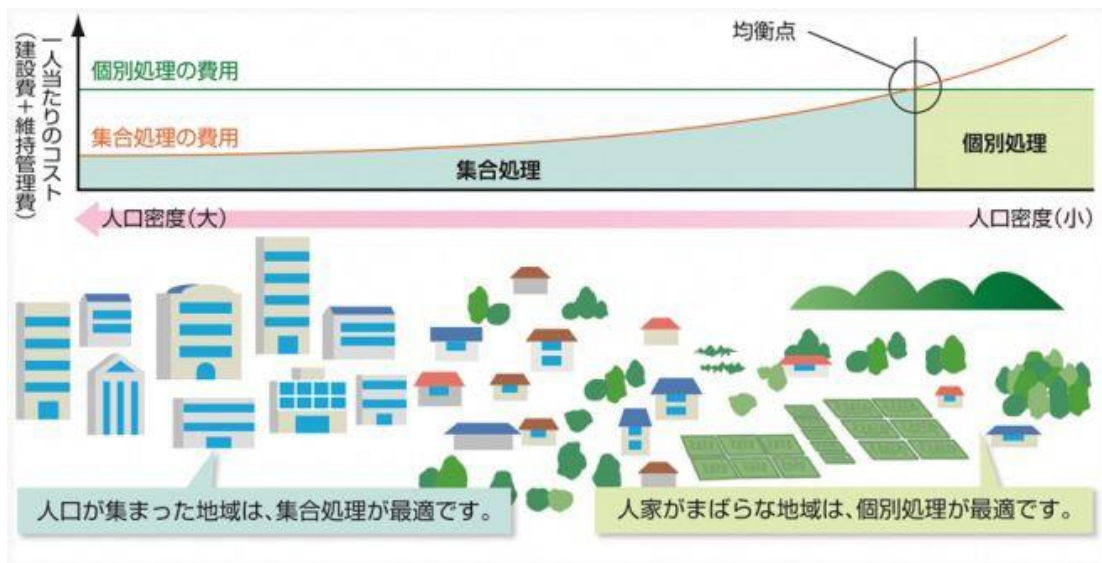 一人当たりのコスト
（建設費＋維持管理費）
均衡点
個別処理の費用
集合処理の費用
集合処理
個別処理
人口密度（大）
人口密度（小）
人口が集まった地域は、集合処理が最適です。
人家がまばらな地域は、個別処理が最適です。